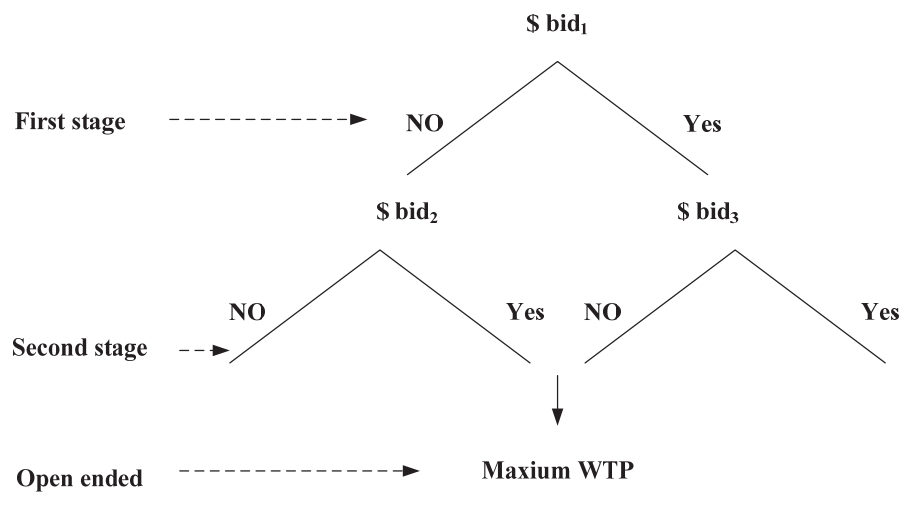 $ bid₁
First stage
NO
Yes
$ bid₂
$ bid₃
NO
Yes
NO
Yes
Second stage
Open ended
Maxium WTP